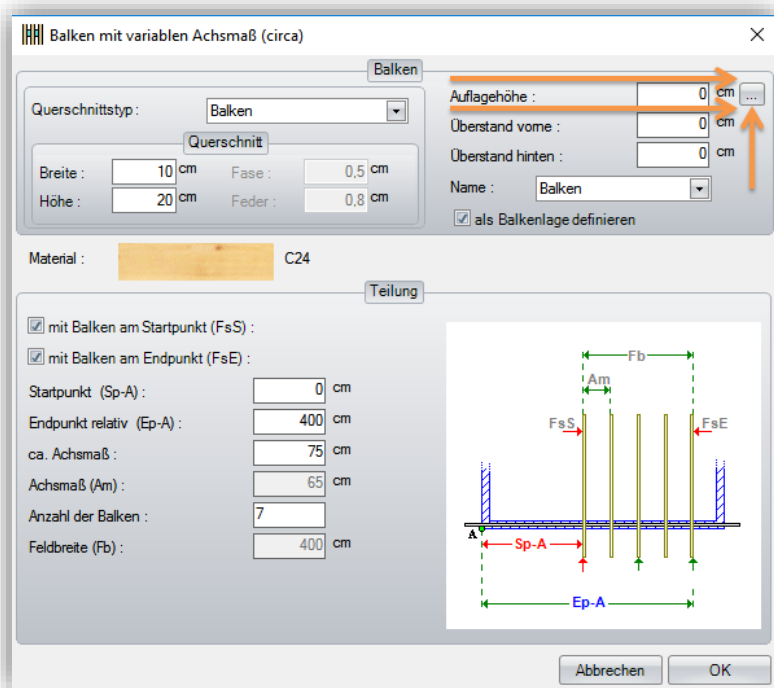 Balken mit variablen Achsmaß (circa)
Balken
Querschnittstyp :
Balken
Querschnitt
Breite :
10 cm
Fase :
0,5 cm
Höhe :
20 cm
Feder :
0,8 cm
Auflagehöhe :
0 cm
...
Überstand vorne :
0 cm
Überstand hinten :
0 cm
Name :
Balken
als Balkenlage definieren
Material :
C24
Teilung
mit Balken am Startpunkt (FsS) :
mit Balken am Endpunkt (FsE) :
Startpunkt (Sp-A) :
0 cm
Endpunkt relativ (Ep-A) :
400 cm
ca. Achsmaß :
75 cm
Achsmaß (Am) :
65 cm
Anzahl der Balken :
7
Feldbreite (Fb) :
400 cm
Fb
Am
FsS
FsE
A
Sp-A
Ep-A
Abbrechen
OK